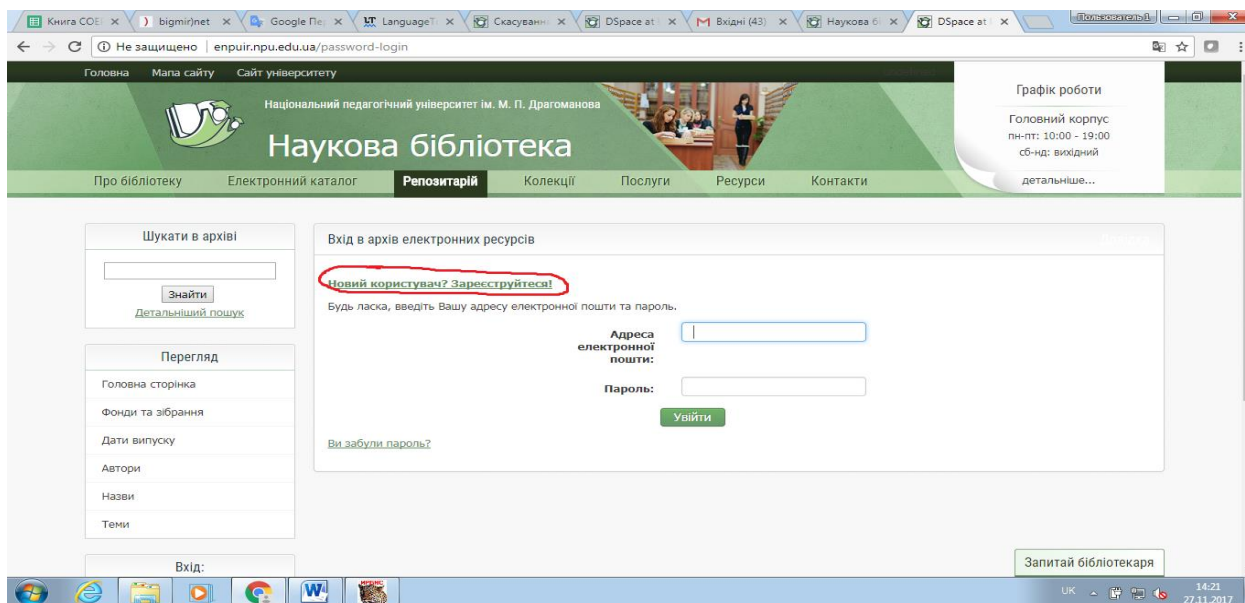 Книга СОЕ
bigmir)net
Google Пе
LanguageT
Скасуванн
DSpace at
Вхідні (43)
Наукова б
DSpace at
Пользователь 1
Не защищено | enpuir.npu.edu.ua/password-login
Головна Мапа сайту Сайт університету
Національний педагогічний університет ім. М. П. Драгоманова
Наукова бібліотека
Графік роботи
Головний корпус
пн-пт: 10:00 - 19:00
сб-нд: вихідний
детальніше...
Про бібліотеку Електронний каталог Репозитарій Колекції Послуги Ресурси Контакти
Шукати в архіві
Знайти
Детальніший пошук
Перегляд
Головна сторінка
Фонди та зібрання
Дати випуску
Автори
Назви
Теми
Вхід:
Вхід в архів електронних ресурсів
Новий користувач? Зареєструйтеся!
Будь ласка, введіть Вашу адресу електронної пошти та пароль.
Адреса
електронної
пошти:
Пароль:
Увійти
Ви забули пароль?
Запитай бібліотекаря
UK
14:21
27.11.2017